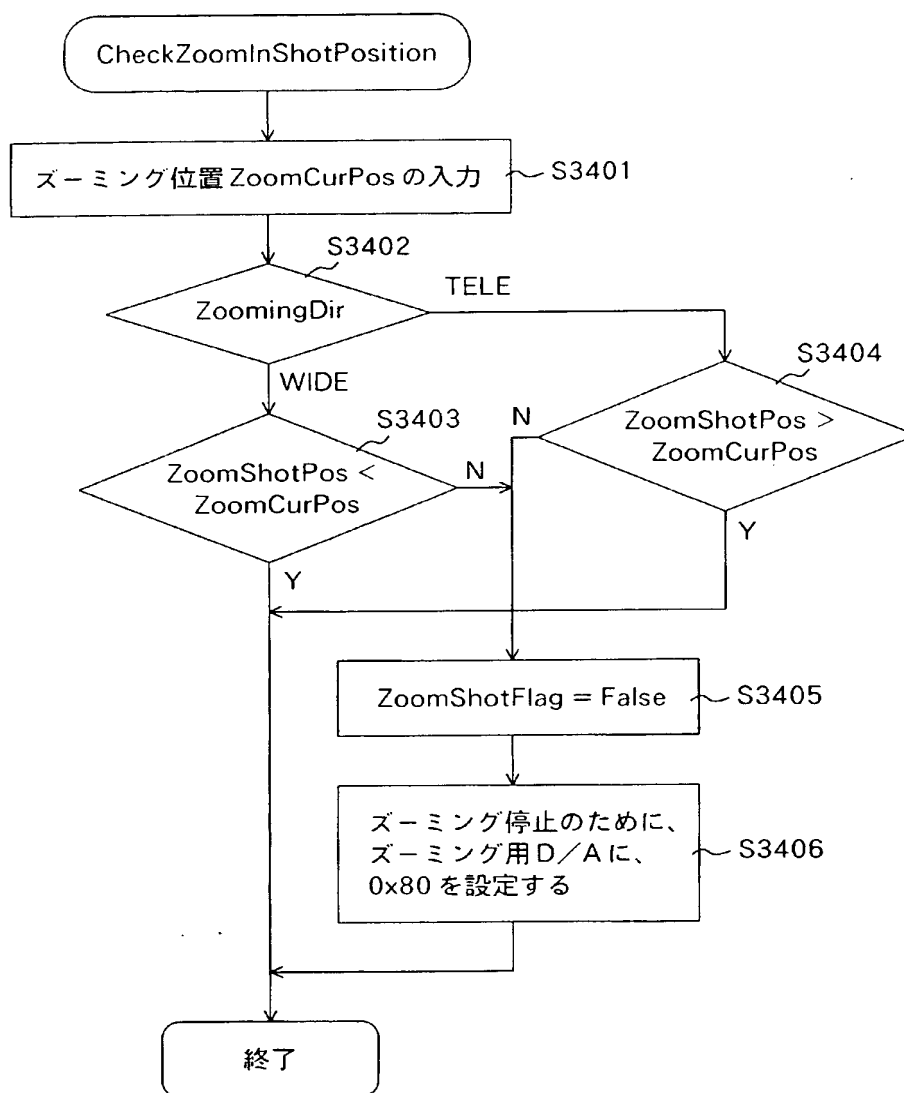 CheckZoomInShotPosition
ズーミング位置 ZoomCurPos の入力
S3401
S3402
ZoomingDir
TELE
WIDE
S3403
ZoomShotPos <
ZoomCurPos
N
Y
S3404
ZoomShotPos >
ZoomCurPos
N
Y
ZoomShotFlag = False
S3405
ズーミング停止のために、
ズーミング用 D/A に、
0x80 を設定する
S3406
終了